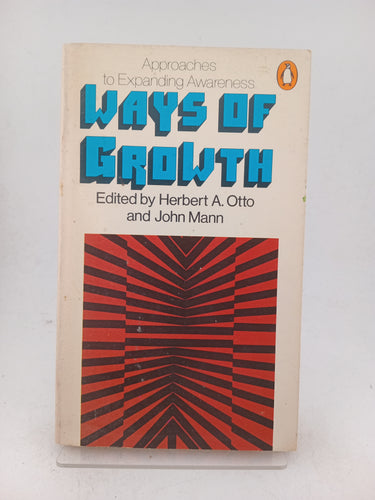 Approaches
to Expanding Awareness
WAYS OF
GROWTH
Edited by Herbert A. Otto
and John Mann